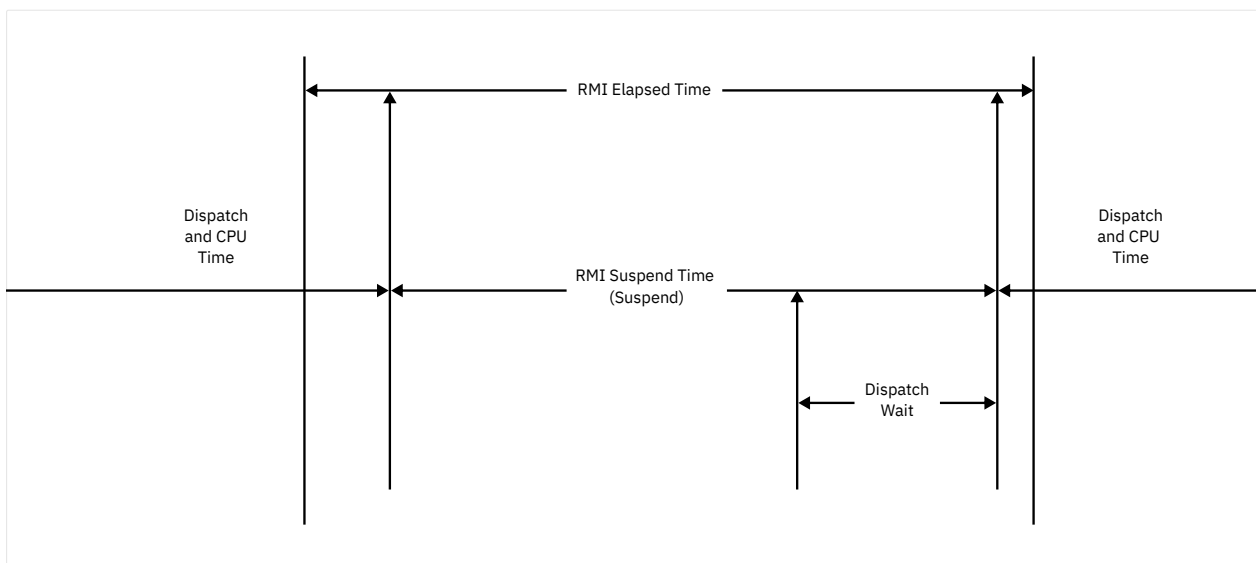 RMI Elapsed Time
Dispatch
and CPU
Time
Dispatch
and CPU
Time
RMI Suspend Time
(Suspend)
Dispatch
Wait